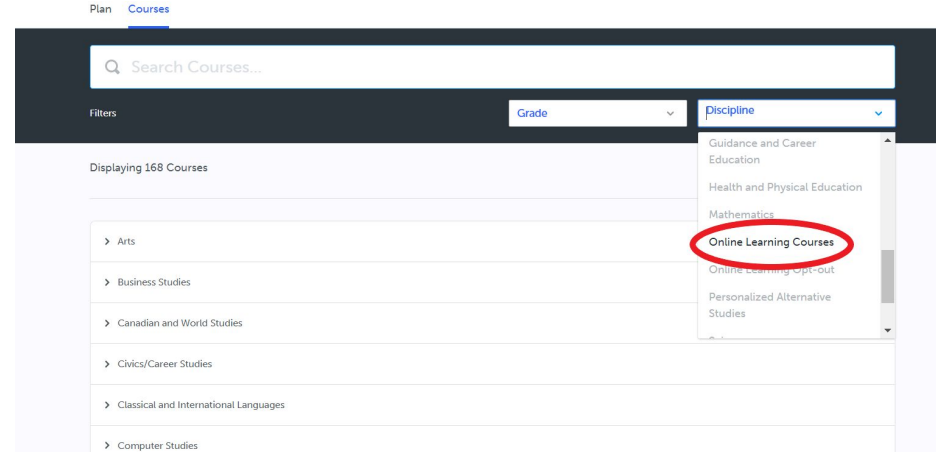 Plan Courses
Search Courses...
Filters
Grade
Discipline
Displaying 168 Courses
Guidance and Career
Education
Health and Physical Education
Mathematics
Online Learning Courses
Online Learning Opt-out
Personalized Alternative
Studies
Arts
Business Studies
Canadian and World Studies
Civics/Career Studies
Classical and International Languages
Computer Studies